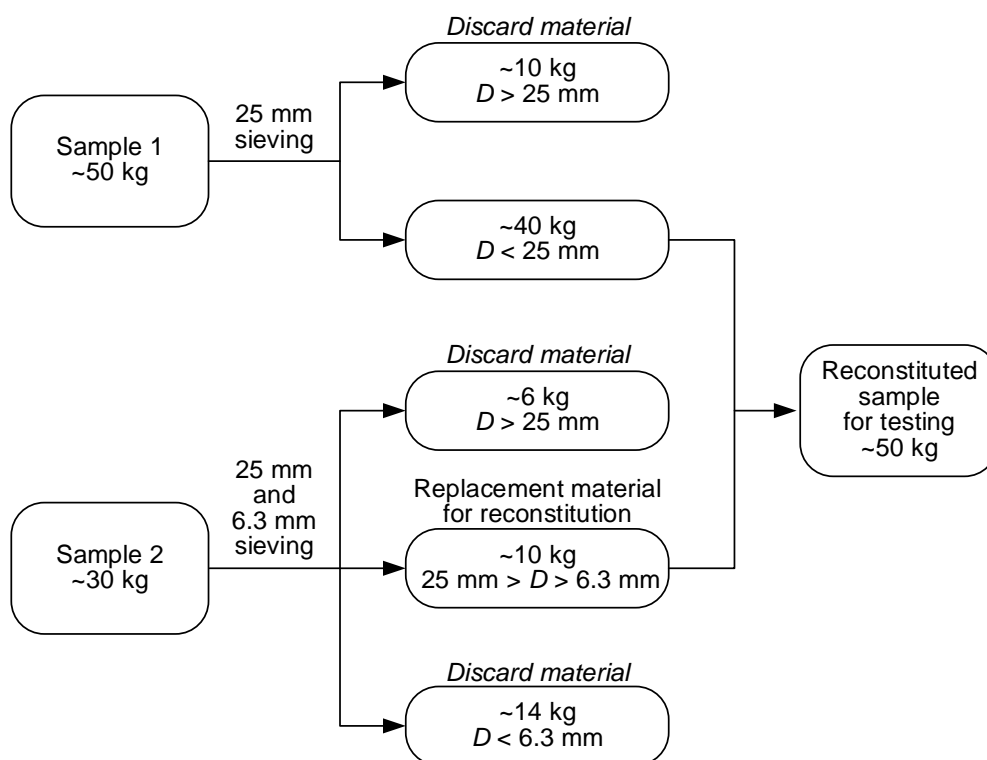 Discard material
~10 kg
D > 25 mm
25 mm
sieving
Sample 1
~50 kg
~40 kg
D < 25 mm
Discard material
~6 kg
D > 25 mm
Reconstituted
sample
for testing
~50 kg
25 mm
and
6.3 mm
sieving
Replacement material
for reconstitution
Sample 2
~30 kg
~10 kg
25 mm > D > 6.3 mm
Discard material
~14 kg
D < 6.3 mm